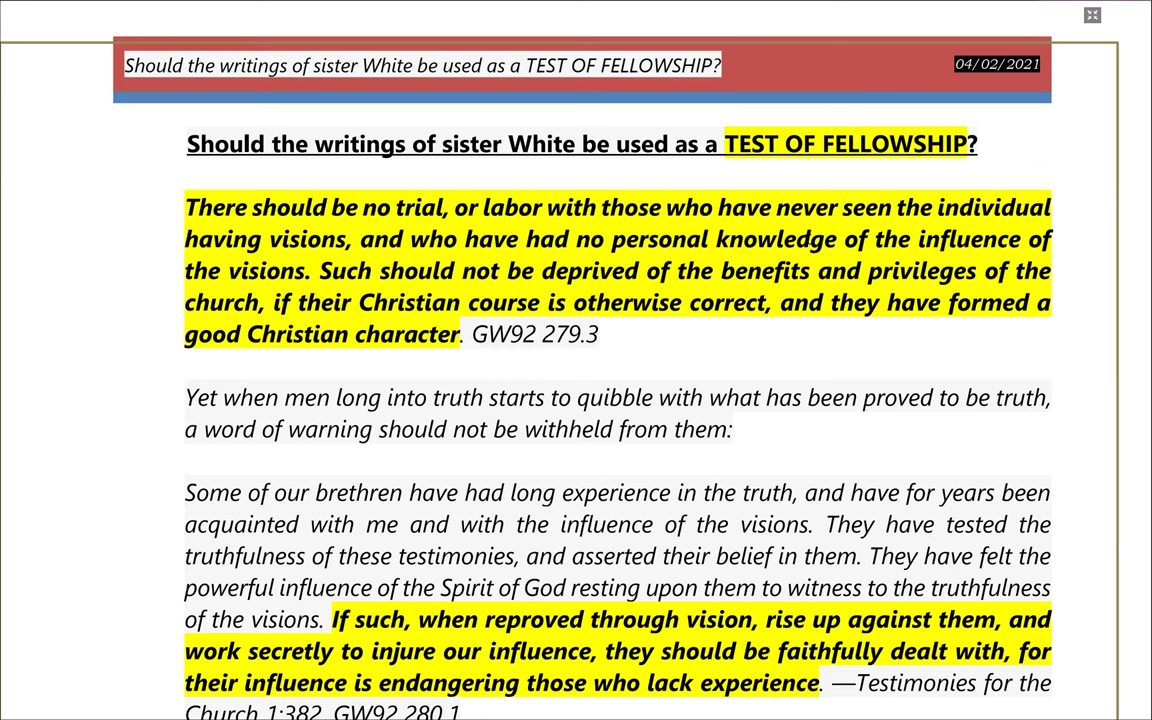 Should the writings of sister White be used as a TEST OF FELLOWSHIP?
04/02/2021
Should the writings of sister White be used as a TEST OF FELLOWSHIP?
There should be no trial, or labor with those who have never seen the individual
having visions, and who have had no personal knowledge of the influence of
the visions. Such should not be deprived of the benefits and privileges of the
church, if their Christian course is otherwise correct, and they have formed a
good Christian character. GW92 279.3
Yet when men long into truth starts to quibble with what has been proved to be truth,
a word of warning should not be withheld from them:
Some of our brethren have had long experience in the truth, and have for years been
acquainted with me and with the influence of the visions. They have tested the
truthfulness of these testimonies, and asserted their belief in them. They have felt the
powerful influence of the Spirit of God resting upon them to witness to the truthfulness
of the visions. If such, when reproved through vision, rise up against them, and
work secretly to injure our influence, they should be faithfully dealt with, for
their influence is endangering those who lack experience. —Testimonies for the
Church 1:382. GW92 280.1